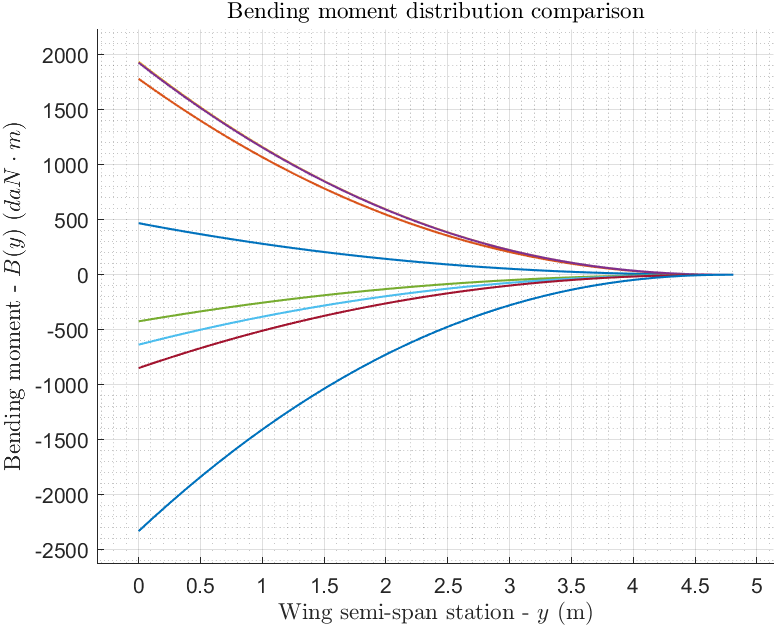 Bending moment distribution comparison
2000
1500
1000
500
0
-500
-1000
-1500
-2000
-2500
Bending moment - B(y) (daN · m)
0 0.5 1 1.5 2 2.5 3 3.5 4 4.5 5
Wing semi-span station - y (m)